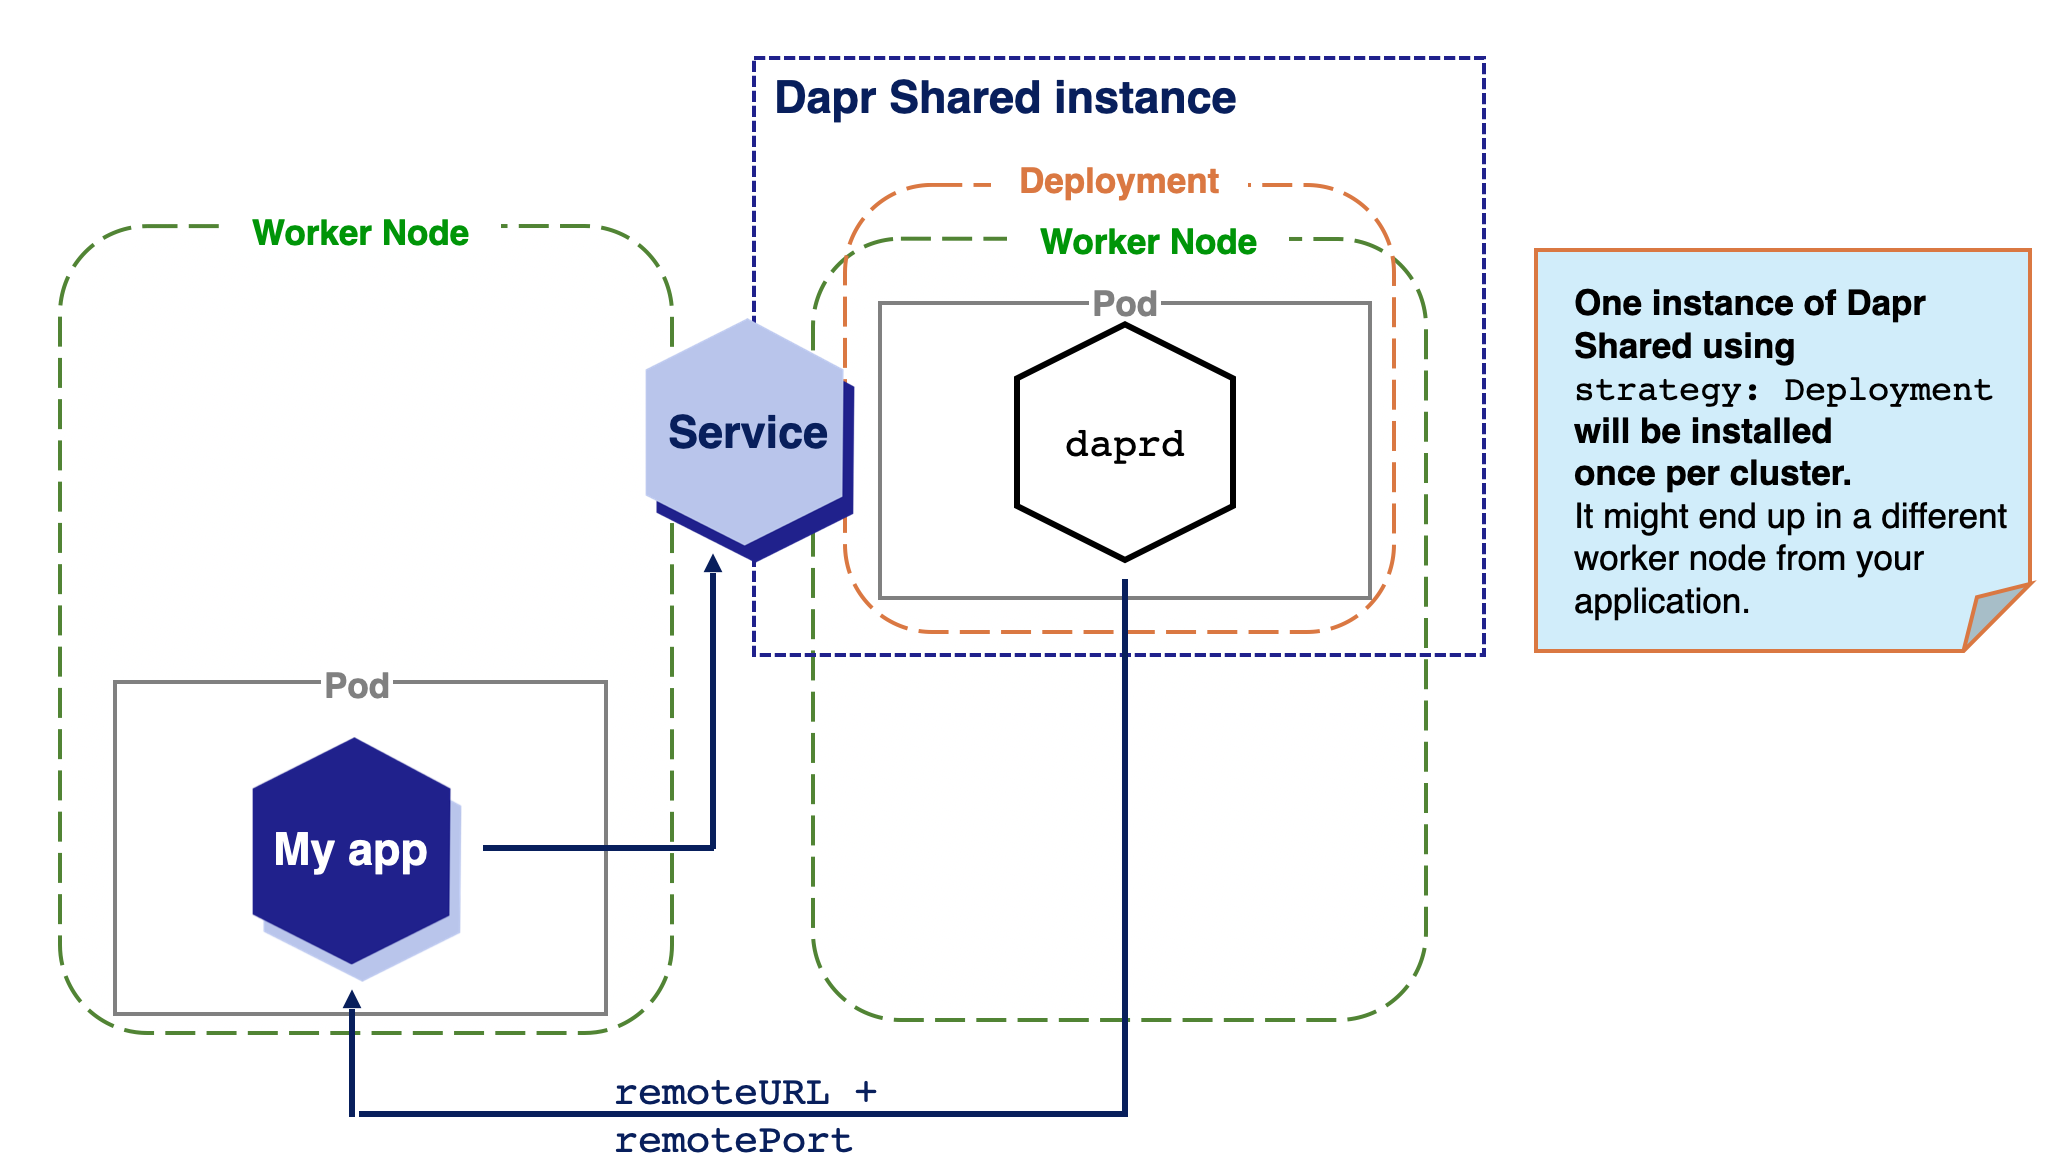 Dapr Shared instance
Deployment
Worker Node
Worker Node
Pod
Service
daprd
One instance of Dapr
Shared using
strategy: Deployment
will be installed
once per cluster.
It might end up in a different
worker node from your
application.
Pod
My app
remoteURL +
remotePort